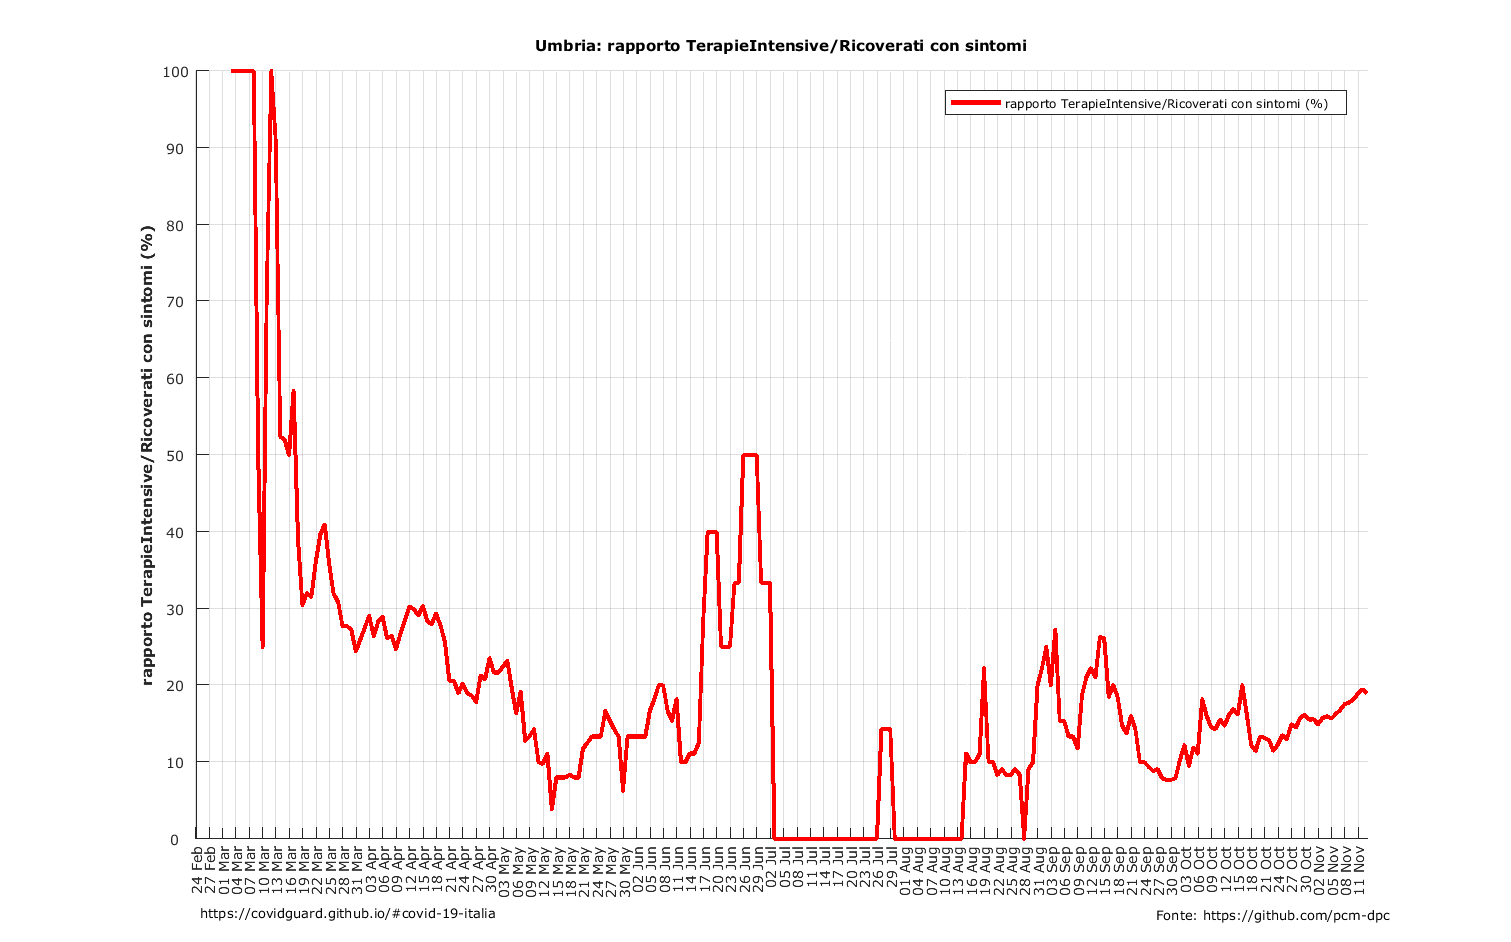 Umbria: rapporto TerapieIntensive/Ricoverati con sintomi
rapporto TerapieIntensive/Ricoverati con sintomi (%)
rapporto TerapieIntensive/Ricoverati con sintomi (%)
100
90
80
70
60
50
40
30
20
10
0
24 Feb
27 Feb
01 Mar
04 Mar
07 Mar
10 Mar
13 Mar
16 Mar
19 Mar
22 Mar
25 Mar
28 Mar
31 Mar
03 Apr
06 Apr
09 Apr
12 Apr
15 Apr
18 Apr
21 Apr
24 Apr
27 Apr
30 Apr
03 May
06 May
09 May
12 May
15 May
18 May
21 May
24 May
27 May
30 May
02 Jun
05 Jun
08 Jun
11 Jun
14 Jun
17 Jun
20 Jun
23 Jun
26 Jun
29 Jun
02 Jul
05 Jul
08 Jul
11 Jul
14 Jul
17 Jul
20 Jul
23 Jul
26 Jul
29 Jul
01 Aug
04 Aug
07 Aug
10 Aug
13 Aug
16 Aug
19 Aug
22 Aug
25 Aug
28 Aug
31 Aug
03 Sep
06 Sep
09 Sep
12 Sep
15 Sep
18 Sep
21 Sep
24 Sep
27 Sep
30 Sep
03 Oct
06 Oct
09 Oct
12 Oct
15 Oct
18 Oct
21 Oct
24 Oct
27 Oct
30 Oct
02 Nov
05 Nov
08 Nov
11 Nov
https://covidguard.github.io/#covid-19-italia
Fonte: https://github.com/pcm-dpc